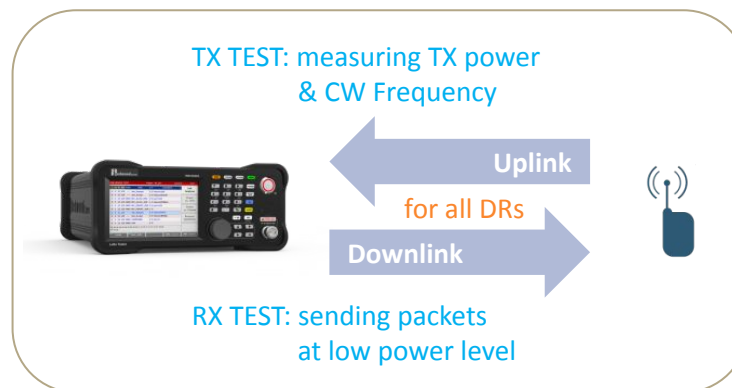 TX TEST: measuring TX power
& CW Frequency
Uplink
for all DRs
Downlink
RX TEST: sending packets
at low power level